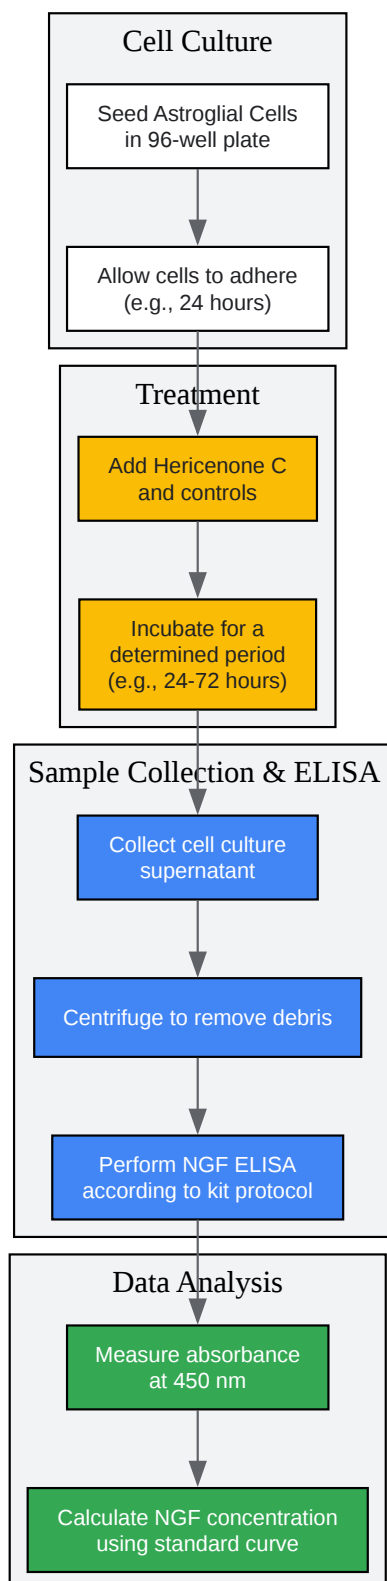 Cell Culture
Seed Astroglial Cells
in 96-well plate
Allow cells to adhere
(e.g., 24 hours)
Treatment
Add Hericenone C
and controls
Incubate for a
determined period
(e.g., 24-72 hours)
Sample Collection & ELISA
Collect cell culture
supernatant
Centrifuge to remove debris
Perform NGF ELISA
according to kit protocol
Data Analysis
Measure absorbance
at 450 nm
Calculate NGF concentration
using standard curve